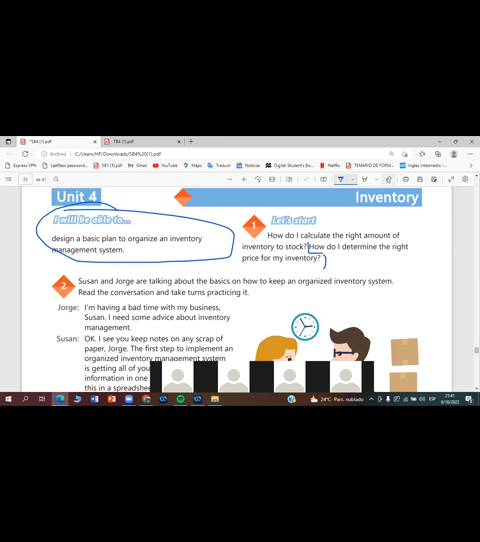 *SB4 (1).pdf
TB4 (1).pdf
Archivo
C:/Users/HP/Downloads/SB4%20(1).pdf
Express VPN
LastPass password...
SB1 (1).pdf
Gmail
YouTube
Maps
Traducir
Noticias
Digital Student's Bo...
Netflix
TEMARIO DE FORM...
Ingles Intermedio -...
de 41
Unit 4
Inventory
I will be able to...
design a basic plan to organize an inventory
management system.
1
Let's start
How do I calculate the right amount of
inventory to stock? How do I determine the right
price for my inventory?
2
Susan and Jorge are talking about the basics on how to keep an organized inventory system.
Read the conversation and take turns practicing it.
Jorge: I'm having a bad time with my business,
Susan. I need some advice about inventory
management.
Susan: OK. I see you keep notes on any scrap of
paper, Jorge. The first step to implement an
organized inventory management system
is getting all of you
information in one
this in a spreadshe
24°C Parc. nublado
ESP
21:41
6/10/2022